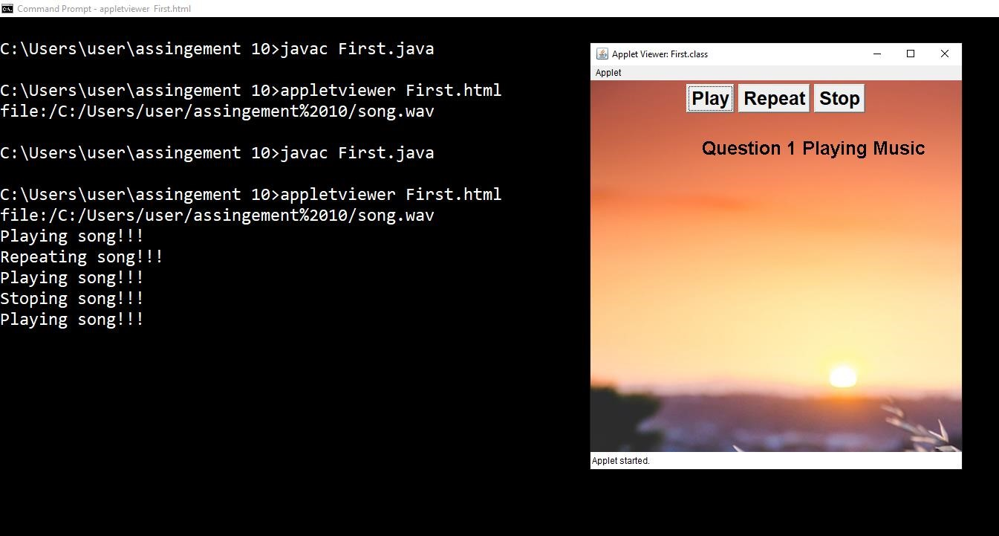 Command Prompt - appletviewer First.html
C:\Users\user\assingement 10>javac First.java
C:\Users\user\assingement 10>appletviewer First.html
file:/C:/Users/user/assingement%2010/song.wav
C:\Users\user\assingement 10>javac First.java
C:\Users\user\assingement 10>appletviewer First.html
file:/C:/Users/user/assingement%2010/song.wav
Playing song!!!
Repeating song!!!
Playing song!!!
Stoping song!!!
Playing song!!!
Applet Viewer: First.class
Applet
Play Repeat Stop
Question 1 Playing Music
Applet started.